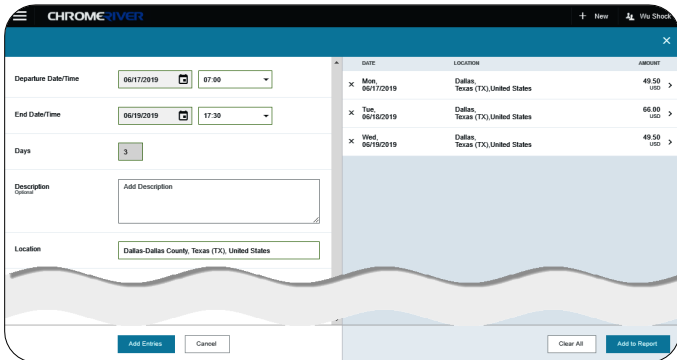 CHROMERIVER
+ New
Wu Shock
×
Departure Date/Time
06/17/2019
07:00
End Date/Time
06/19/2019
17:30
Days
3
Description
Optional
Add Description
Location
Dallas-Dallas County, Texas (TX), United States
Add Entries
Cancel
DATE
LOCATION
AMOUNT
× Mon, Dallas, 49.50 >
06/17/2019 Texas (TX),United States USD
× Tue, Dallas, 66.00 >
06/18/2019 Texas (TX),United States USD
× Wed, Dallas, 49.50 >
06/19/2019 Texas (TX),United States USD
Clear All
Add to Report